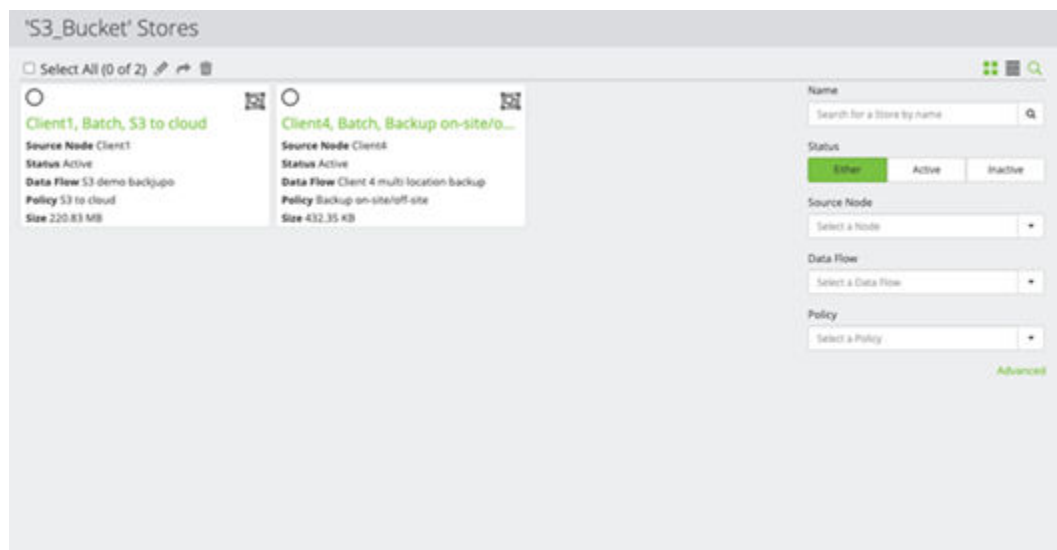 'S3_Bucket' Stores
Select All (0 of 2)
Client1, Batch, S3 to cloud
Source Node Client1
Status Active
Data Flow S3 demo backjupo
Policy S3 to cloud
Size 220.83 MB
Client4, Batch, Backup on-site/o...
Source Node Client4
Status Active
Data Flow Client 4 multi location backup
Policy Backup on-site/off-site
Size 432.35 KB
Name
Search for a Store by name
Status
Either Active Inactive
Source Node
Select a Node
Data Flow
Select a Data Flow
Policy
Select a Policy
Advanced